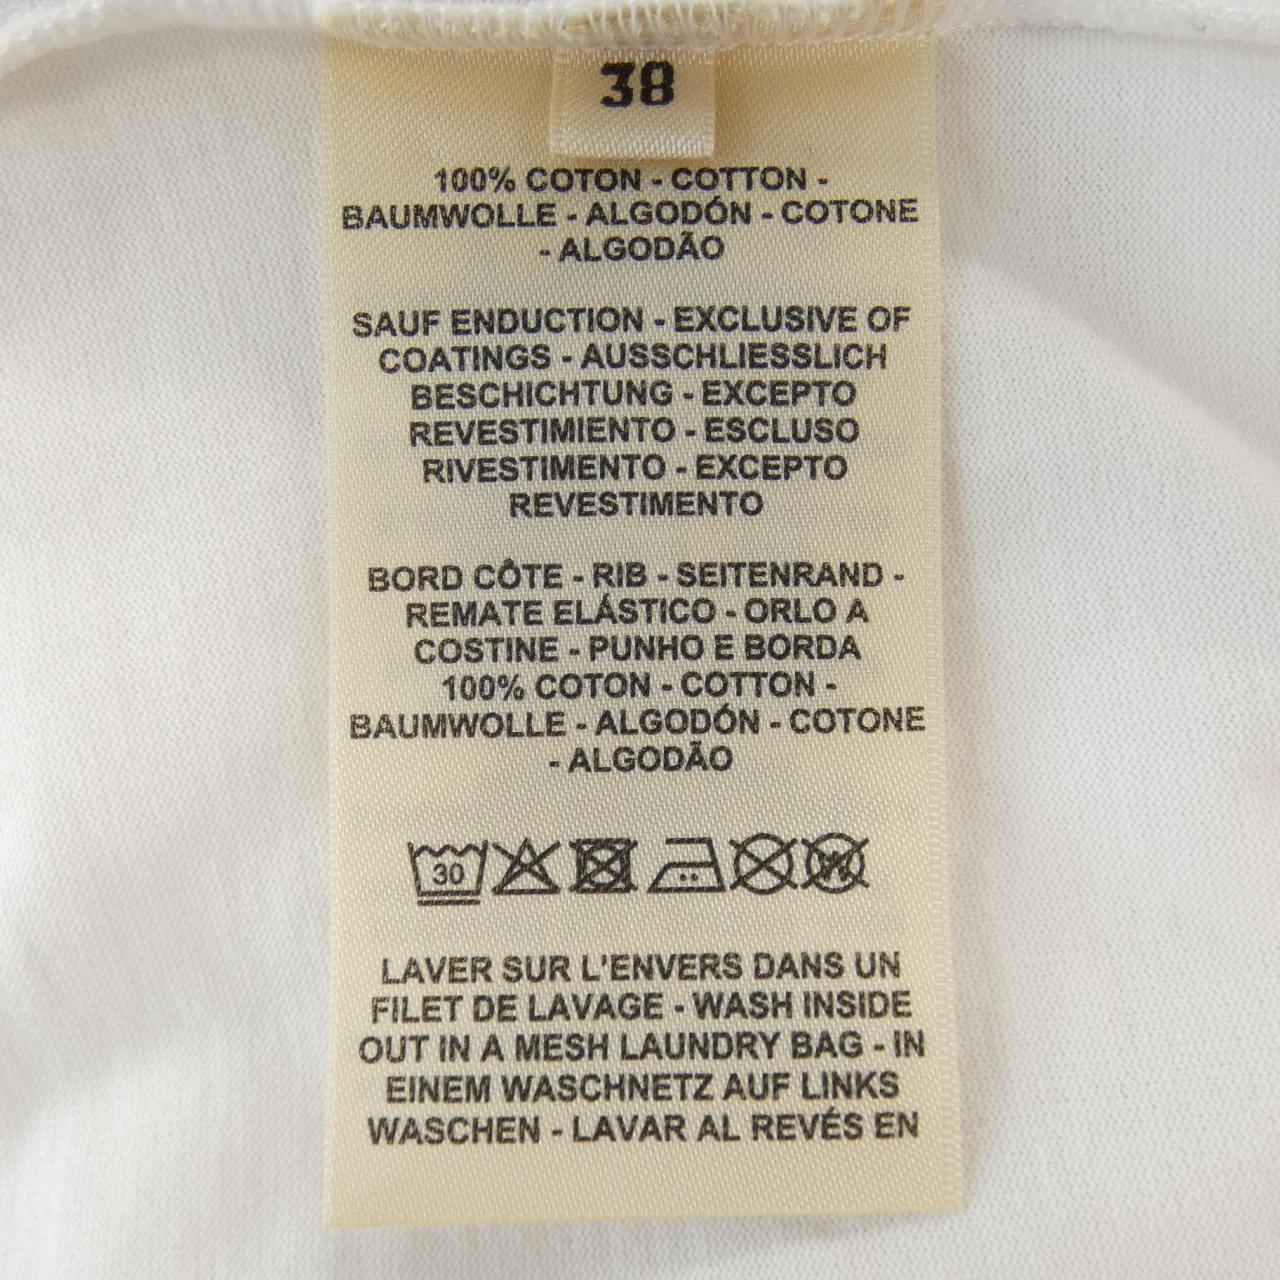 38
100% COTON - COTTON -
BAUMWOLLE - ALGODÓN - COTONE
- ALGODÃO
SAUF ENDUCTION - EXCLUSIVE OF
COATINGS - AUSSCHLIESSLICH
BESCHICHTUNG - EXCEPTO
REVESTIMIENTO - ESCLUSO
RIVESTIMENTO - EXCEPTO
REVESTIMENTO
BORD CÔTE - RIB - SEITENRAND -
REMATE ELÁSTICO - ORLO A
COSTINE - PUNHO E BORDA
100% COTON - COTTON -
BAUMWOLLE - ALGODÓN - COTONE
- ALGODÃO
30 W
LAVER SUR L'ENVERS DANS UN
FILET DE LAVAGE - WASH INSIDE
OUT IN A MESH LAUNDRY BAG - IN
EINEM WASCHNETZ AUF LINKS
WASCHEN - LAVAR AL REVÉS EN